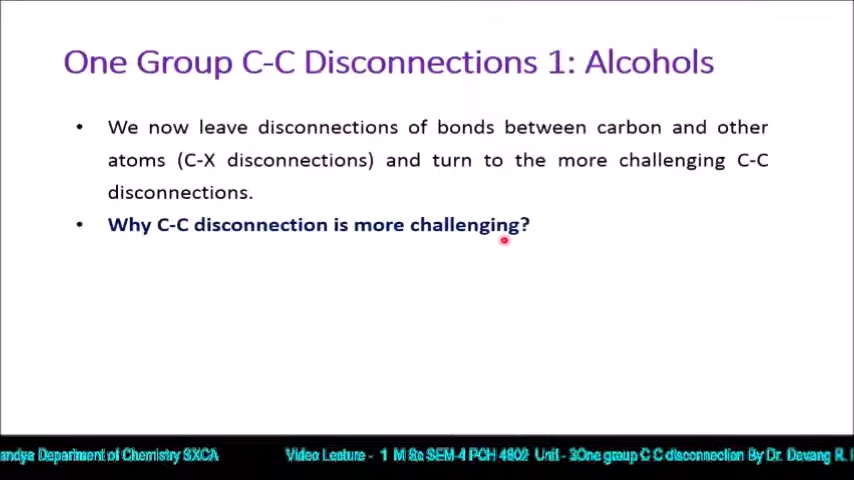 One Group C-C Disconnections 1: Alcohols
• We now leave disconnections of bonds between carbon and other
atoms (C-X disconnections) and turn to the more challenging C-C
disconnections.
• Why C-C disconnection is more challenging?
andya Department of Chemistry SXCA Video Lecture - 1 M Sc SEM-4 PCH 4802 Unit - 3One group C C disconnection By Dr. Devang R.